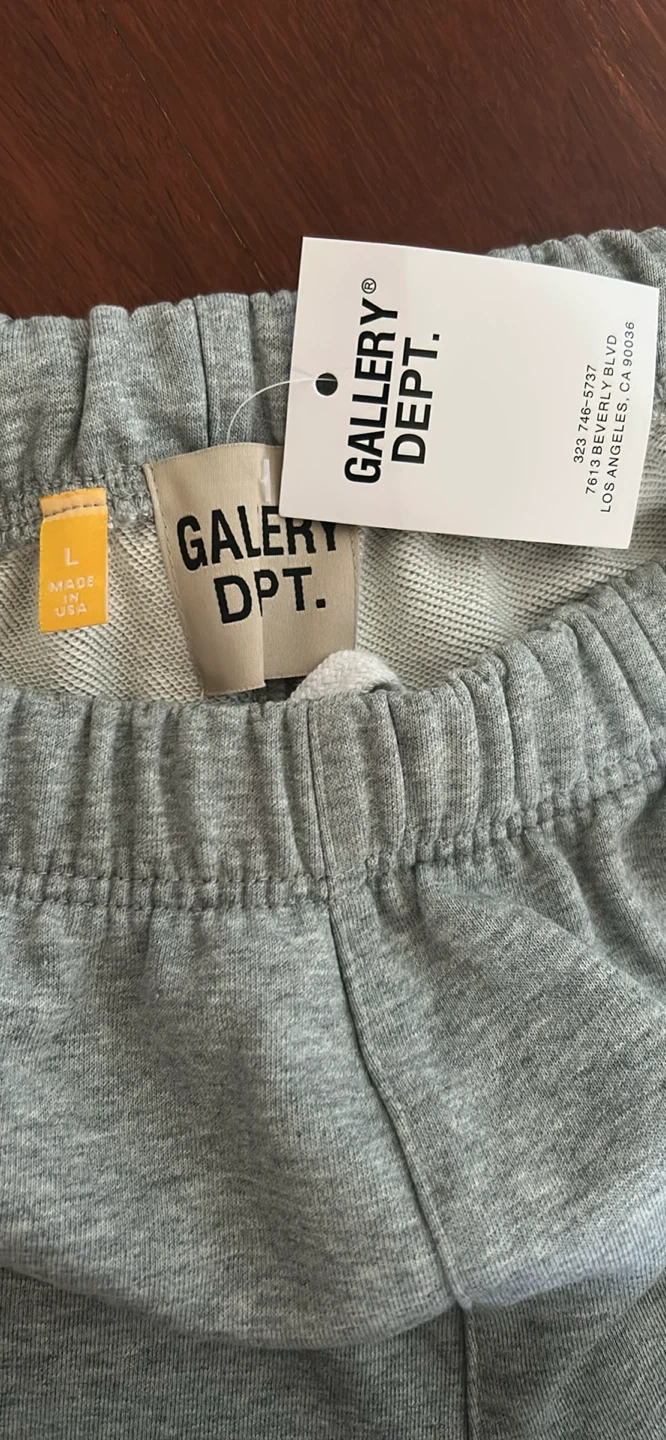 GALLERY®
DEPT.
323 746-5737
7613 BEVERLY BLVD
LOS ANGELES, CA 90036
GALERY
DPT.
L
MADE
IN
USA